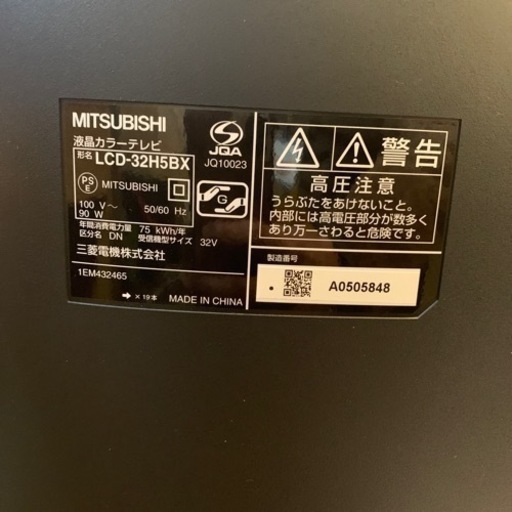 MITSUBISHI
液晶カラーテレビ
形名 LCD-32H5BX
JQA
JQ10023
PS
E
MITSUBISHI
G
100 V～ 50/60 Hz
90 W
年間消費電力量 75 kWh/年
区分名 DN 受信機型サイズ 32V
三菱電機株式会社
1EM432465
➔ ×19本 MADE IN CHINA
警告
高圧注意
うらぶたをあけないこと。
内部には高電圧部分が数多く
あり万一さわると危険です。
製造番号
A0505848